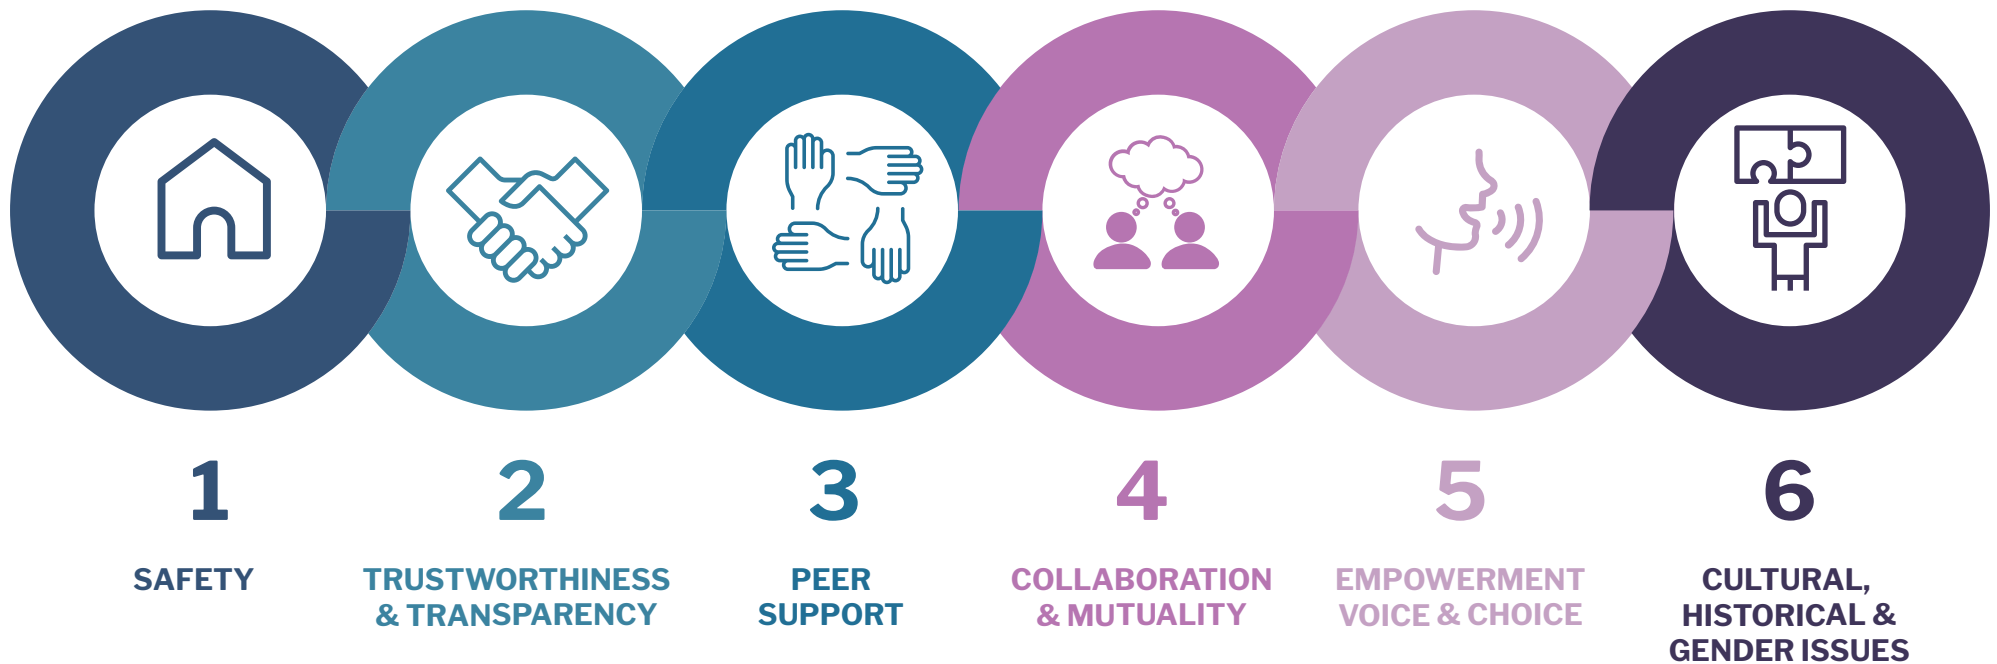 1
SAFETY
2
TRUSTWORTHINESS
& TRANSPARENCY
3
PEER
SUPPORT
4
COLLABORATION
& MUTUALITY
5
EMPOWERMENT
VOICE & CHOICE
6
CULTURAL,
HISTORICAL &
GENDER ISSUES